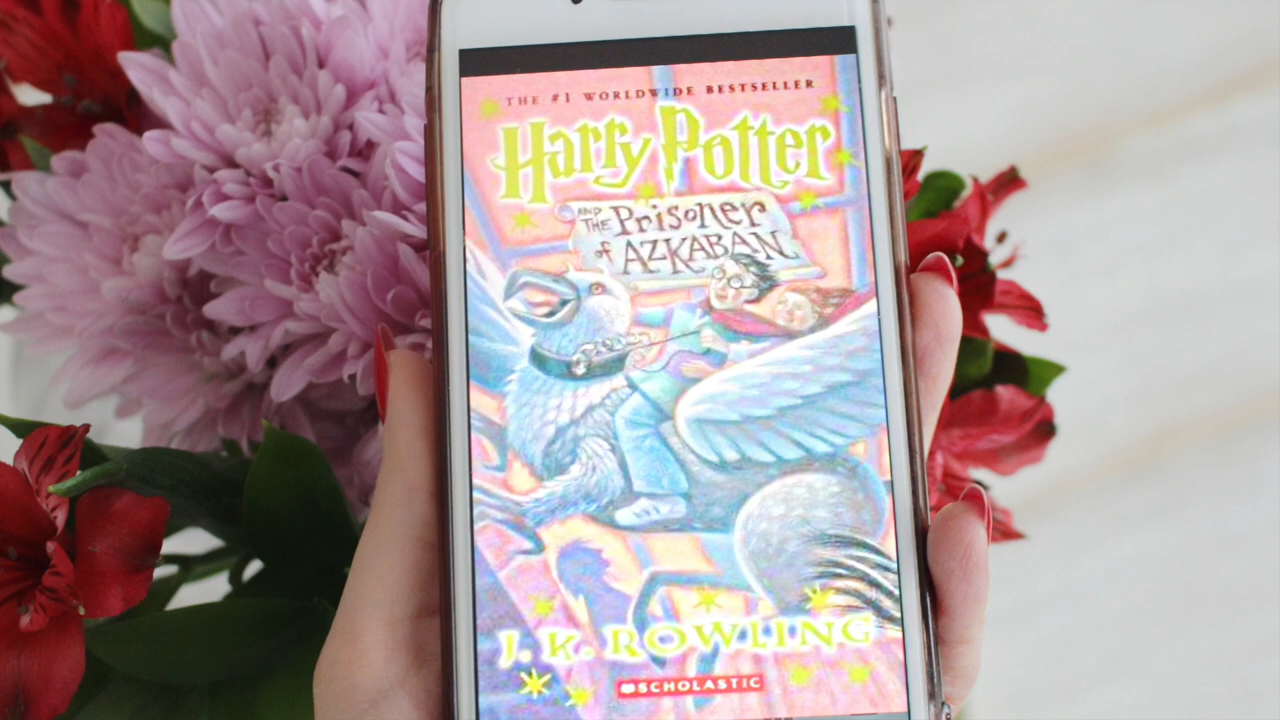 THE #1 WORLDWIDE BESTSELLER
Harry Potter
AND THE Prisoner
of AZKABAN
J. K. ROWLING
SCHOLASTIC